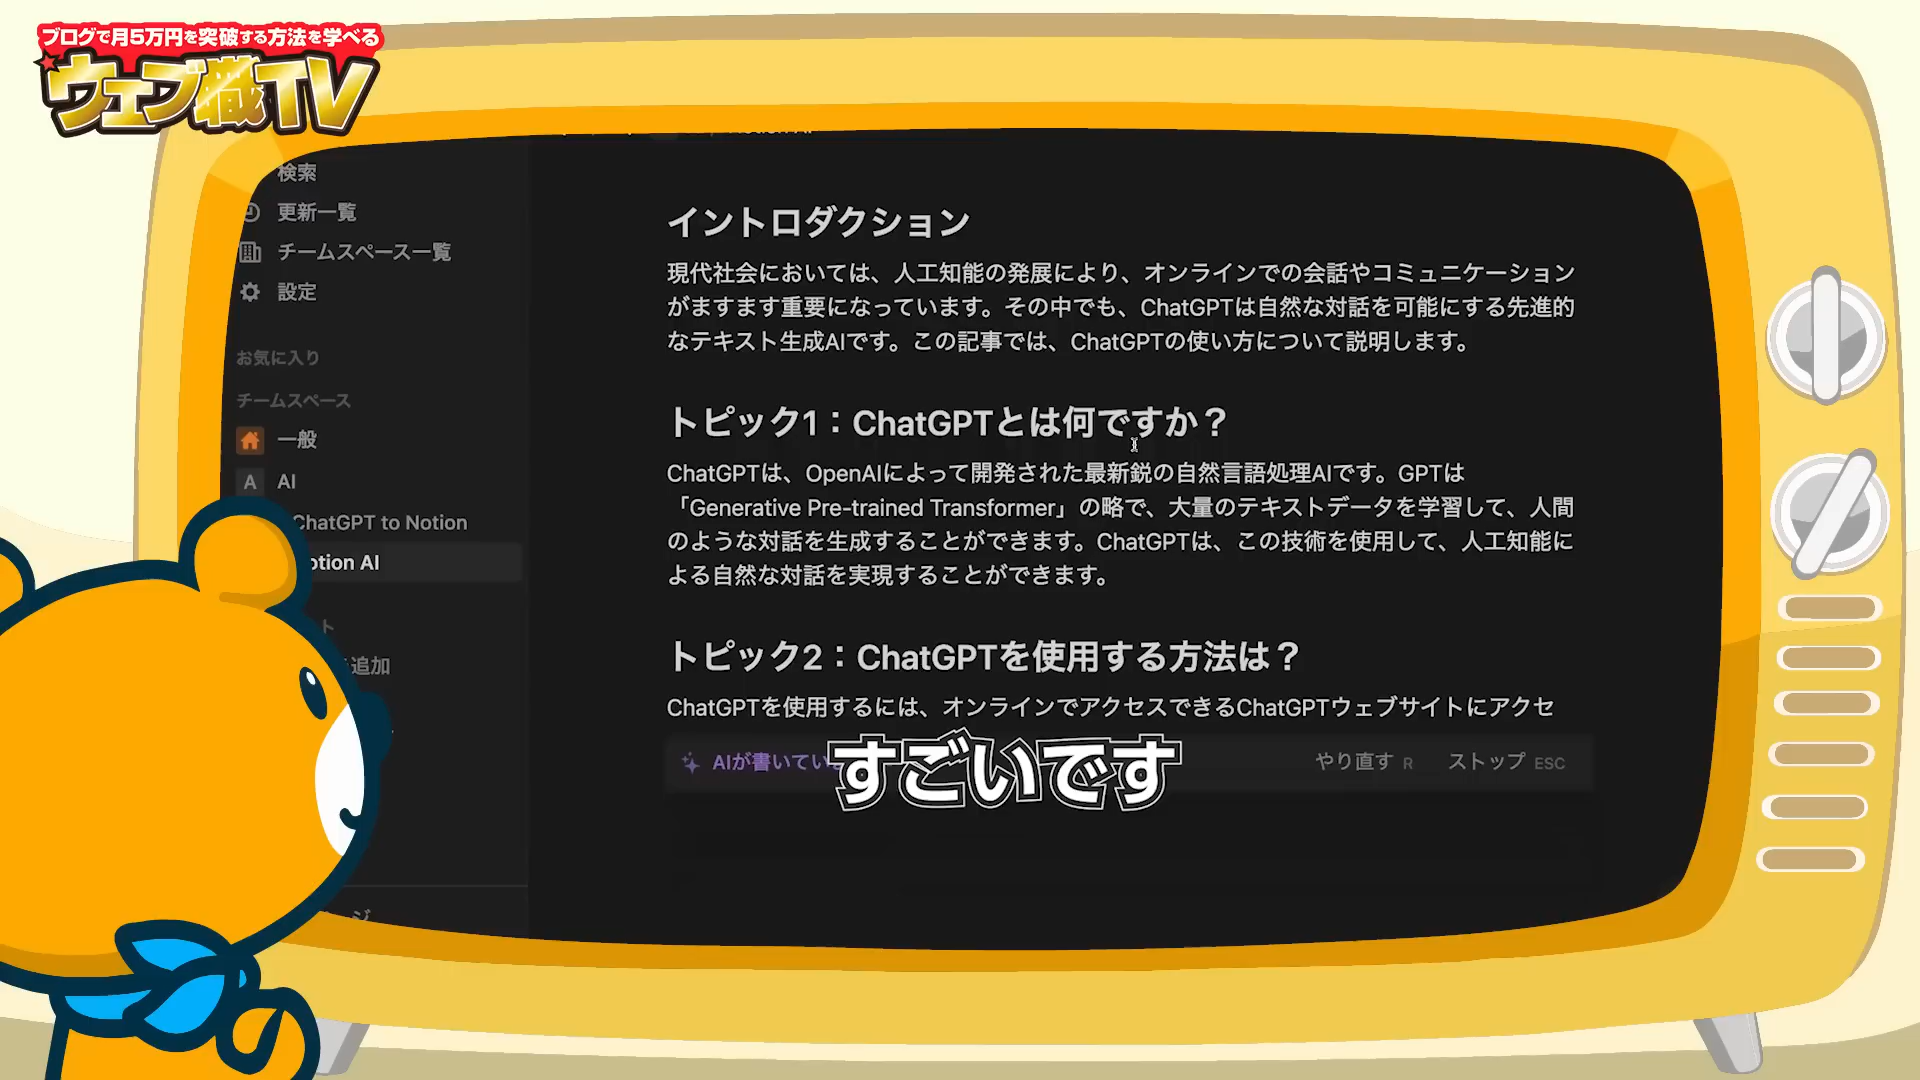 ブログで月5万円を突破する方法を学べる
ウェブ職TV
検索
更新一覧
チームスペース一覧
設定
お気に入り
チームスペース
一般
A AI
ChatGPT to Notion
otion AI
ト
追加
イントロダクション
現代社会においては、人工知能の発展により、オンラインでの会話やコミュニケーション
がますます重要になっています。その中でも、ChatGPTは自然な対話を可能にする先進的
なテキスト生成AIです。この記事では、ChatGPTの使い方について説明します。
トピック1：ChatGPTとは何ですか？
ChatGPTは、OpenAIによって開発された最新鋭の自然言語処理AIです。GPTは
「Generative Pre-trained Transformer」の略で、大量のテキストデータを学習して、人間
のような対話を生成することができます。ChatGPTは、この技術を使用して、人工知能に
よる自然な対話を実現することができます。
トピック2：ChatGPTを使用する方法は？
ChatGPTを使用するには、オンラインでアクセスできるChatGPTウェブサイトにアクセ
AIが書いてい
やり直す R ストップ ESC
すごいです